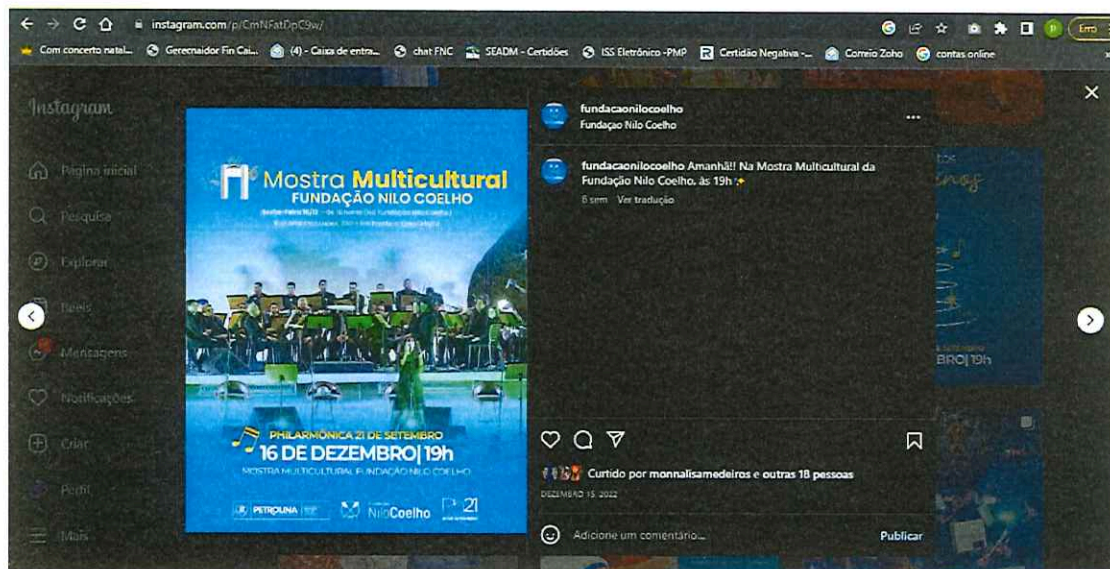 instagram.com/p/CmNFatDpC9w/
Erro
Com concerto natal...
Gerecnaidor Fin Cai...
(4) - Caixa de entra...
chat FNC
SEADM - Certidões
ISS Eletrônico -PMP
Certidão Negativa -...
Correio Zoho
contas online
Instagram
Página inicial
Pesquisa
Explorar
Reels
Mensagens
Notificações
Criar
Perfil
Mais
Mostra Multicultural
FUNDAÇÃO NILO COELHO
PHILARMÔNICA 21 DE SETEMBRO
16 DE DEZEMBRO| 19h
MOSTRA MULTICULTURAL FUNDAÇÃO NILO COELHO
PETROLINA
NiloCoelho
21
fundacaonilocoelho
Fundaçao Nilo Coelho
fundacaonilocoelho Amanhã!! Na Mostra Multicultural da
Fundação Nilo Coelho, às 19h
6 sem Ver tradução
Curtido por monnalisamedeiros e outras 18 pessoas
DEZEMBRO 15, 2022
Adicione um comentário...
Publicar
BRO| 19h